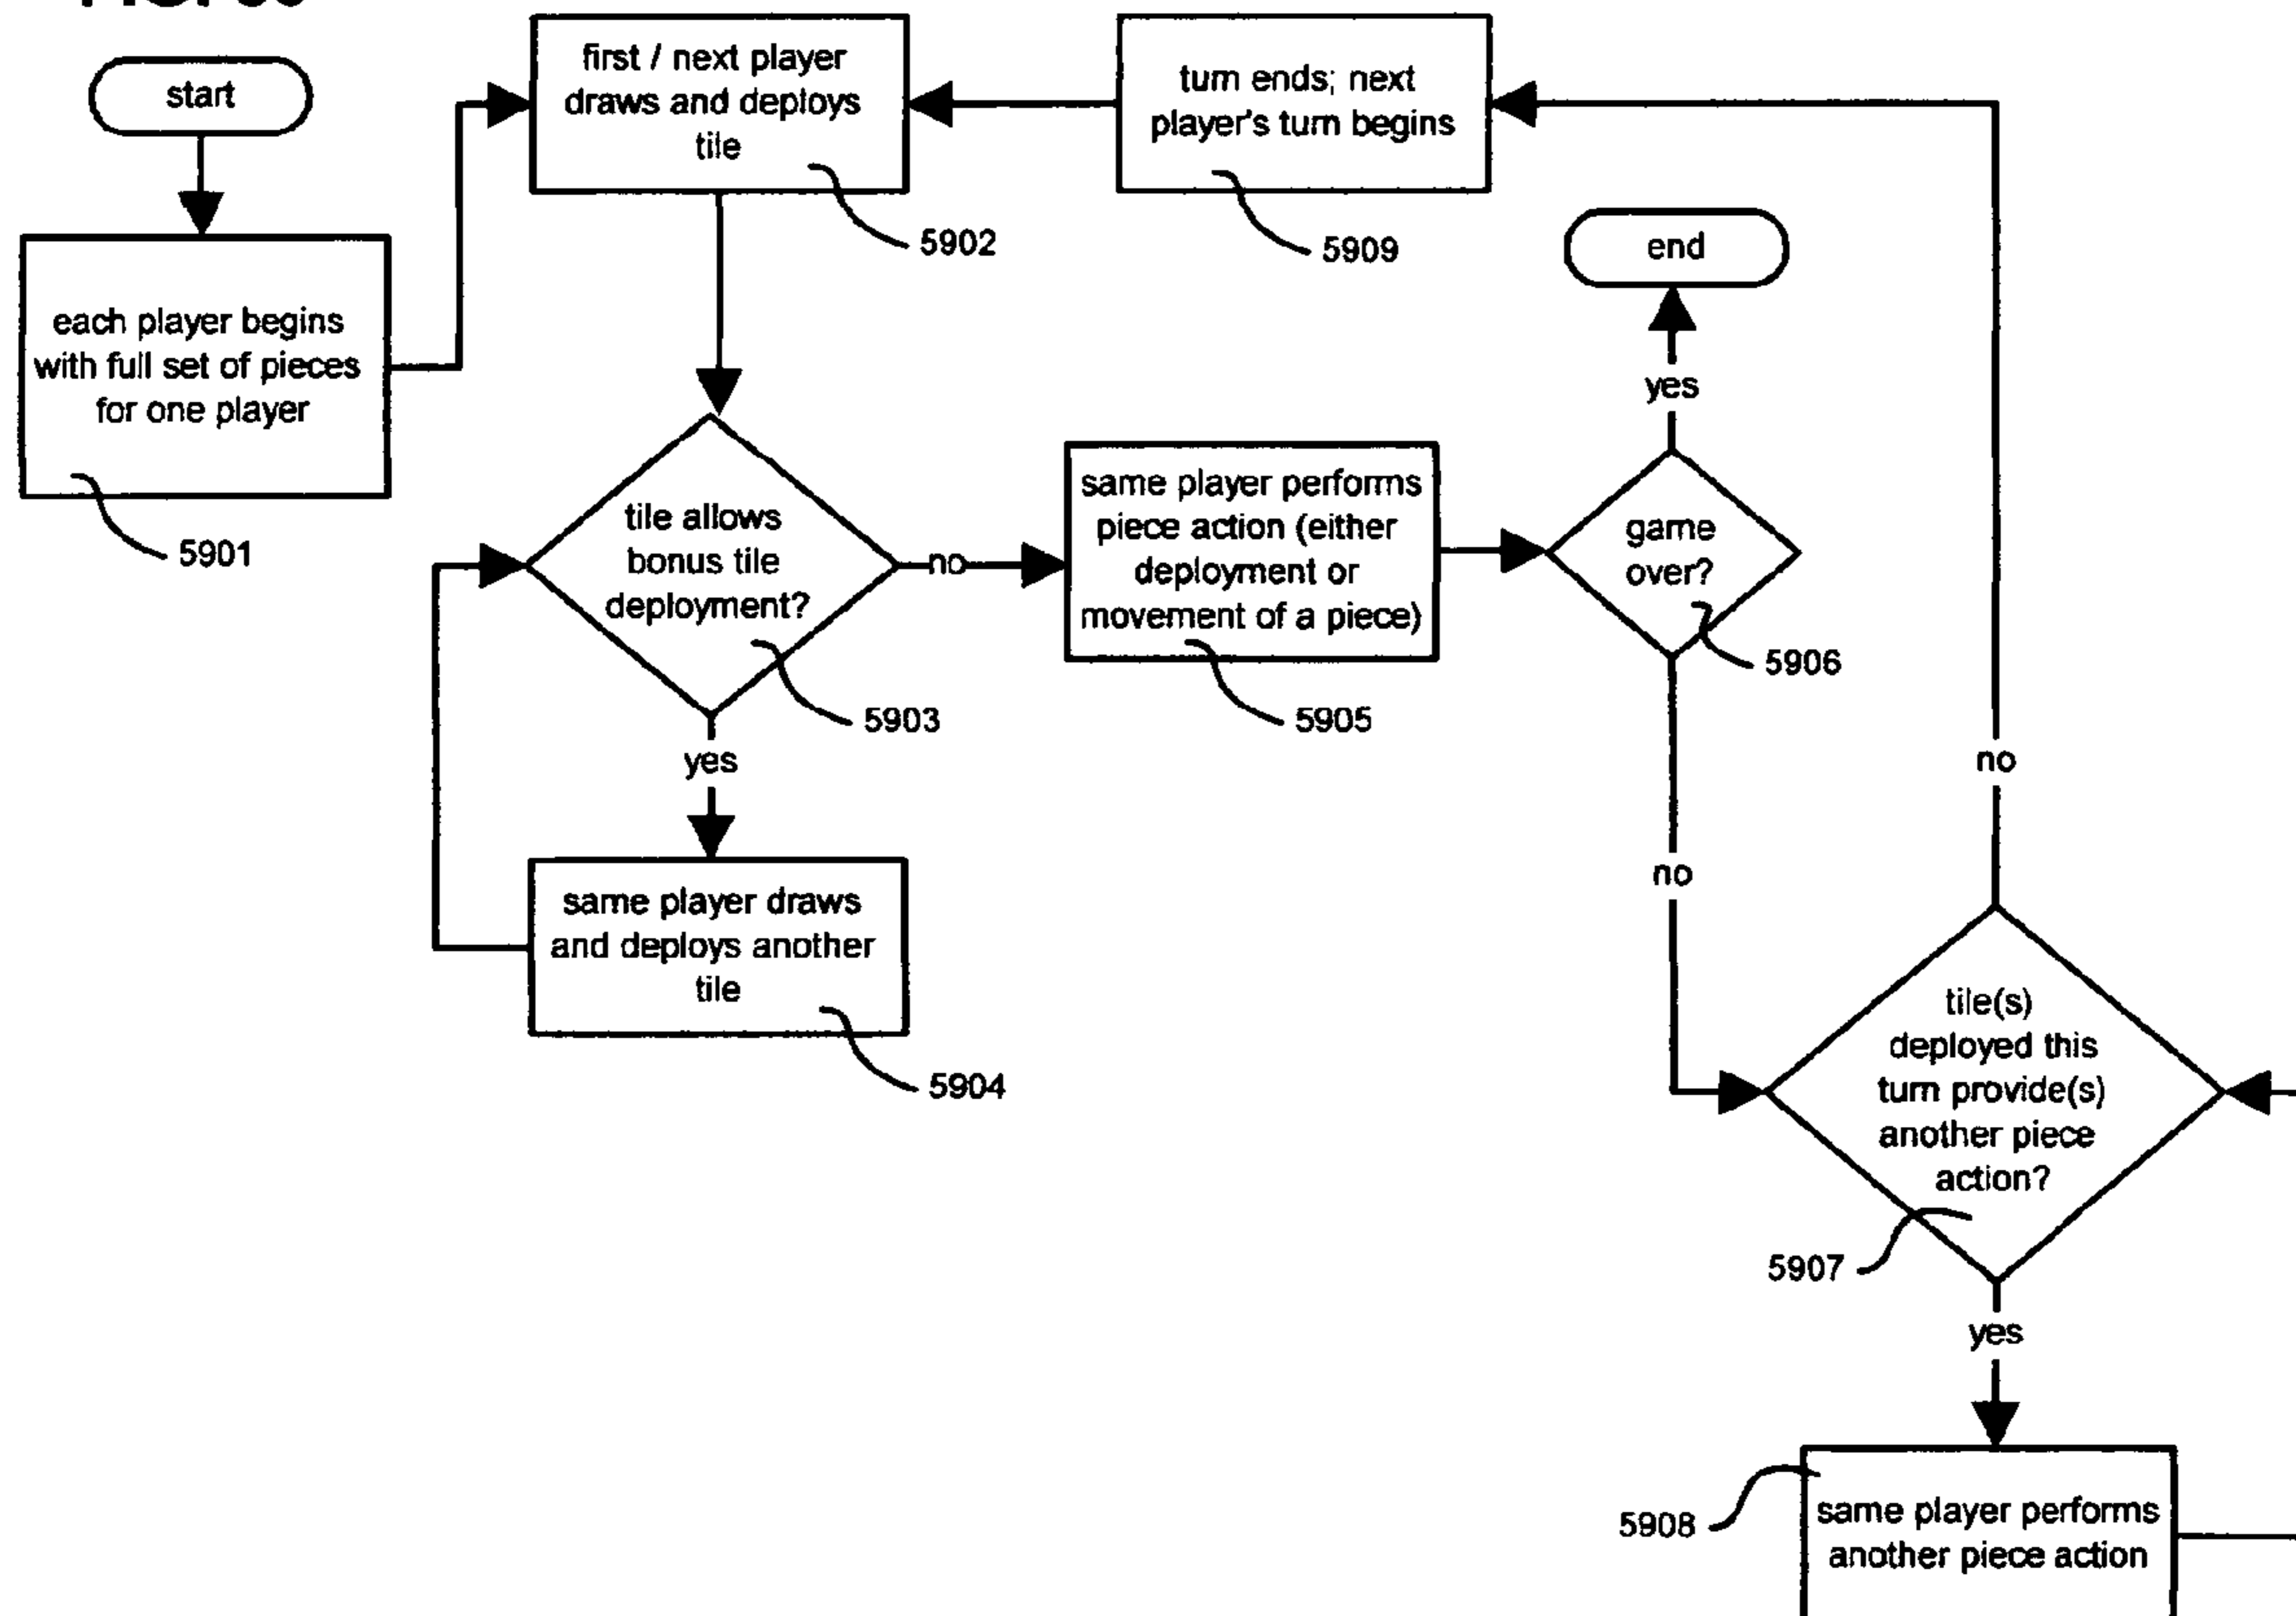 start
each player begins
with full set of pieces
for one player
5901
first / next player
draws and deploys
tile
5902
turn ends; next
player's turn begins
5909
tile allows
bonus tile
deployment?
5903
yes
no
same player draws
and deploys another
tile
5904
same player performs
piece action (either
deployment or
movement of a piece)
5905
game
over?
5906
yes
end
no
tile(s)
deployed this
turn provide(s)
another piece
action?
5907
no
yes
same player performs
another piece action
5908